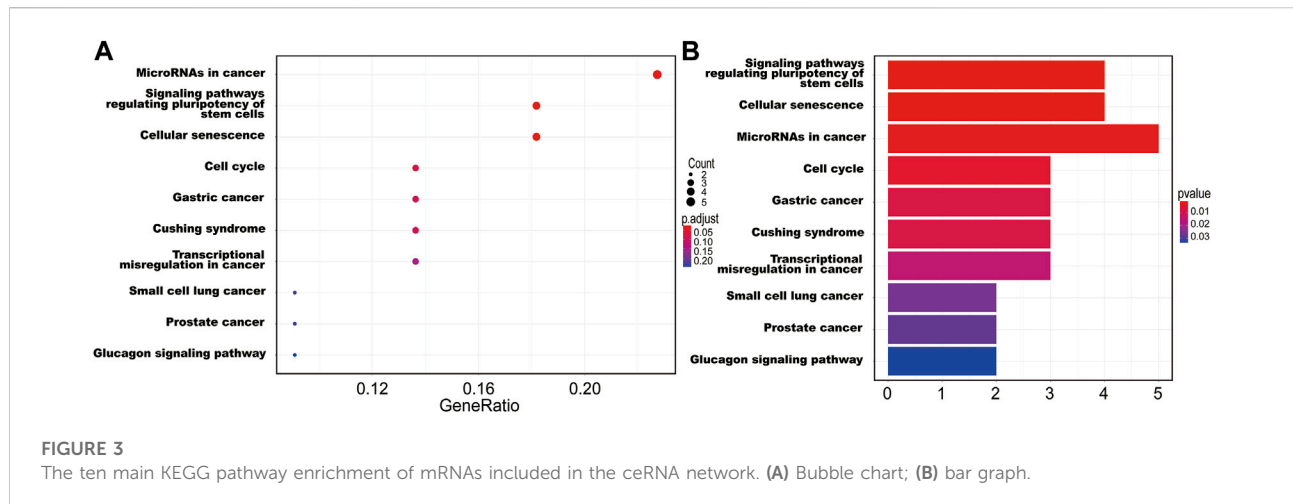 A
MicroRNAs in cancer
Signaling pathways
regulating pluripotency of
stem cells
Cellular senescence
Cell cycle
Gastric cancer
Cushing syndrome
Transcriptional
misregulation in cancer
Small cell lung cancer
Prostate cancer
Glucagon signaling pathway
0.12 0.16 0.20
GeneRatio
Count
2
3
4
5
p.adjust
0.05
0.10
0.15
0.20
B
Signaling pathways
regulating pluripotency of
stem cells
Cellular senescence
MicroRNAs in cancer
Cell cycle
Gastric cancer
Cushing syndrome
Transcriptional
misregulation in cancer
Small cell lung cancer
Prostate cancer
Glucagon signaling pathway
0 1 2 3 4 5
pvalue
0.01
0.02
0.03
FIGURE 3
The ten main KEGG pathway enrichment of mRNAs included in the ceRNA network. (A) Bubble chart; (B) bar graph.